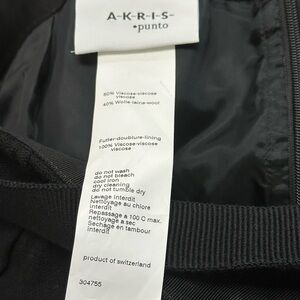 A-K-R-I-S-
•punto
60% Viscose-viscose
viscose
40% Wolle-laine-wool
Futter-doublure-lining
100% Viscose-viscose
viscose
do not wash
do not bleach
cool iron
dry cleaning
do not tumble dry
Lavage interdit
Nettoyage au chlore
interdit
Repassage a 100 C max.
nettoyage a sec
Sechage en tambour
interdit
product of switzerland
304755